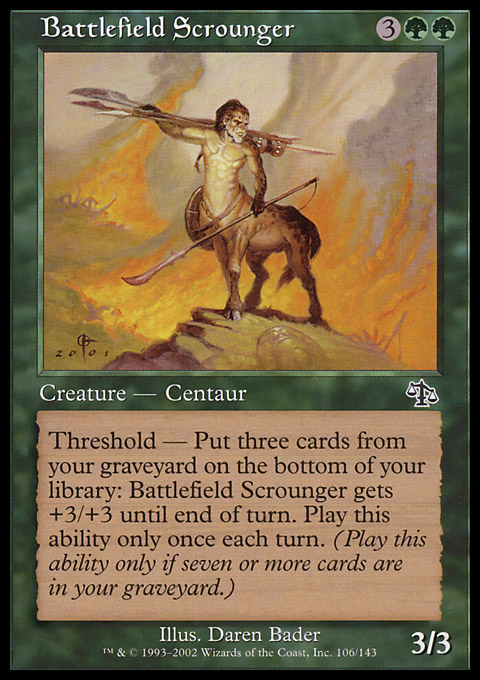 Battlefield Scrounger 3
2001
Creature — Centaur
Threshold — Put three cards from
your graveyard on the bottom of your
library: Battlefield Scrounger gets
+3/+3 until end of turn. Play this
ability only once each turn. (Play this
ability only if seven or more cards are
in your graveyard.)
Illus. Daren Bader
™ & © 1993-2002 Wizards of the Coast, Inc. 106/143
3/3